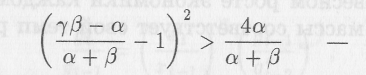 (γβ − α / α + β − 1)² > 4α / α + β —